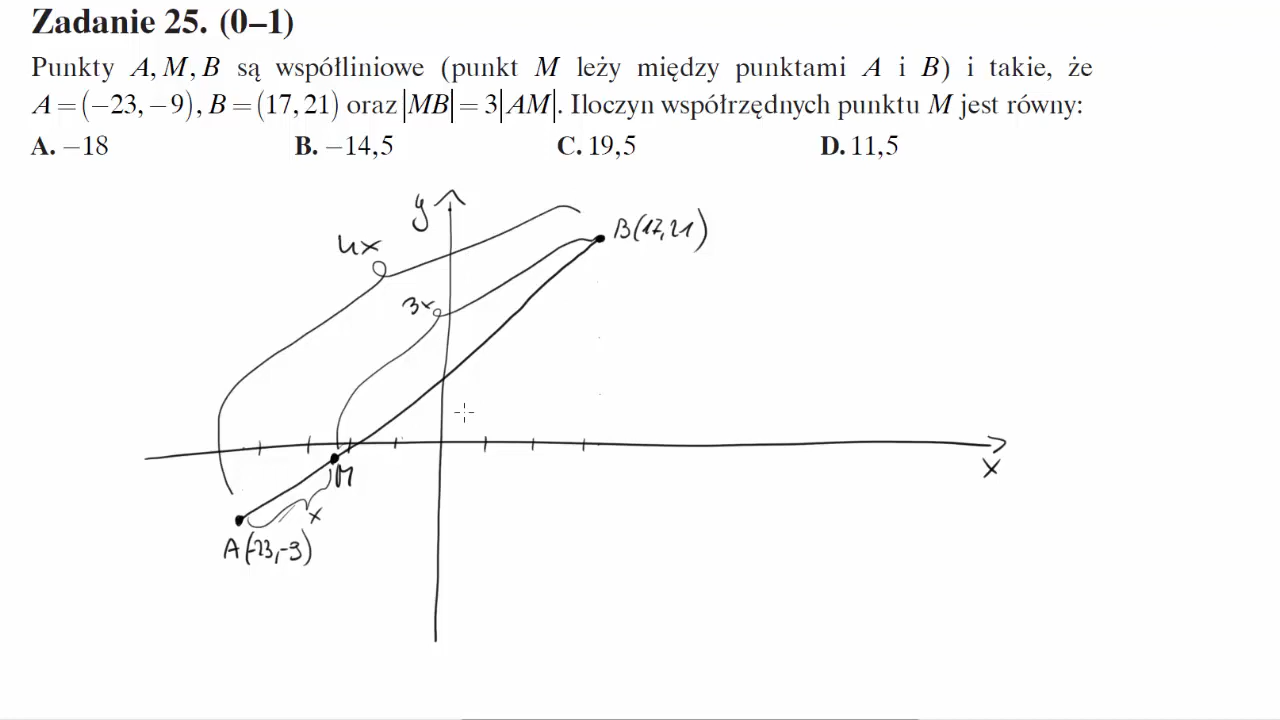 Zadanie 25. (0–1)
Punkty A, M, B są współliniowe (punkt M leży między punktami A i B) i takie, że
A=(−23,−9), B=(17,21) oraz |MB|=3|AM|. Iloczyn współrzędnych punktu M jest równy:
A. −18 B. −14,5 C. 19,5 D. 11,5
y
B(17,21)
4x
3x
x
M
x
A(-23,-9)